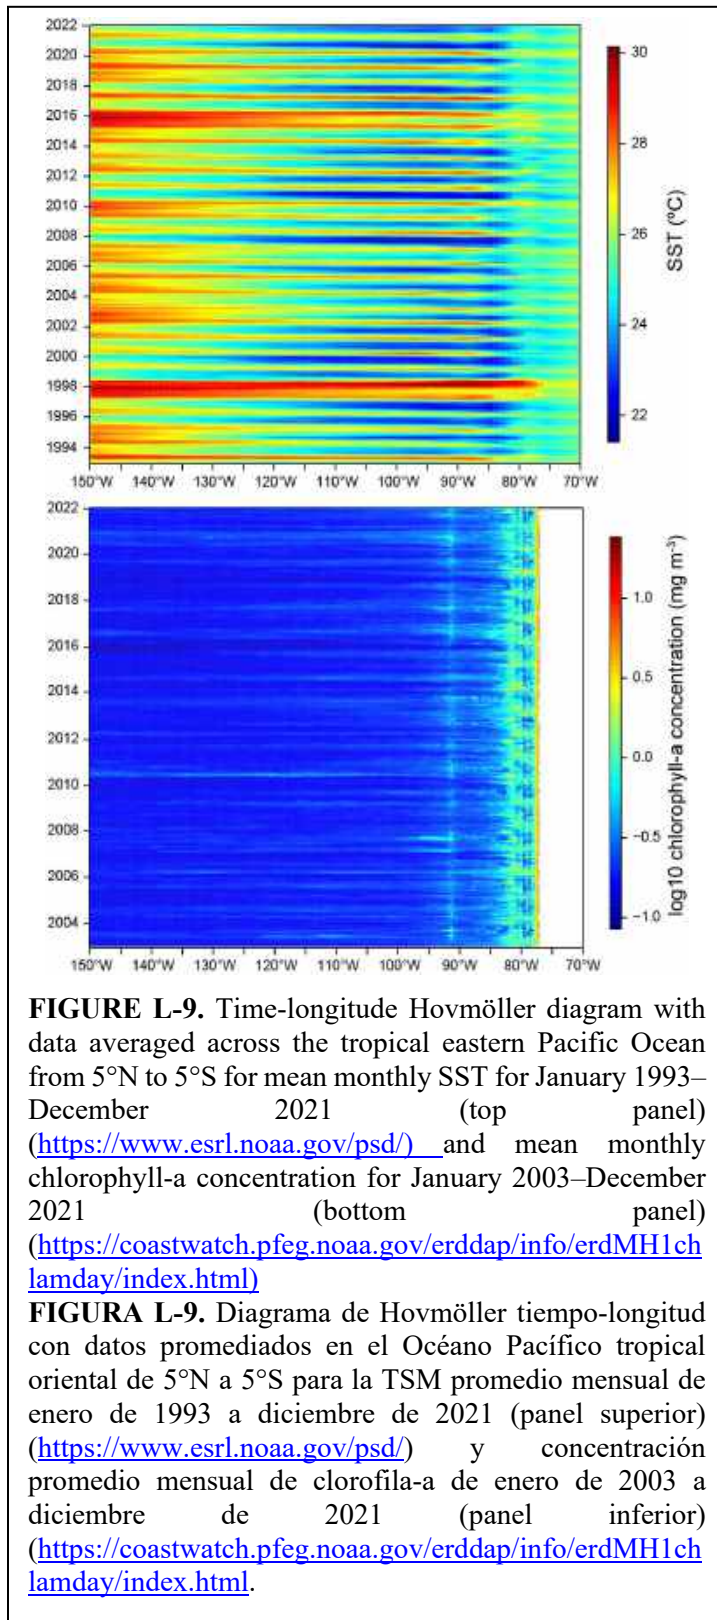 2022
2020
2018
2016
2014
2012
2010
2008
2006
2004
2002
2000
1998
1996
1994
150°W 140°W 130°W 120°W 110°W 100°W 90°W 80°W 70°W
30
28
26
24
22
SST (ºC)
2022
2020
2018
2016
2014
2012
2010
2008
2006
2004
150°W 140°W 130°W 120°W 110°W 100°W 90°W 80°W 70°W
1.0
0.5
0.0
−0.5
−1.0
log10 chlorophyll-a concentration (mg m⁻³)
FIGURE L-9. Time-longitude Hovmöller diagram with
data averaged across the tropical eastern Pacific Ocean
from 5°N to 5°S for mean monthly SST for January 1993–
December 2021 (top panel)
(https://www.esrl.noaa.gov/psd/) and mean monthly
chlorophyll-a concentration for January 2003–December
2021 (bottom panel)
(https://coastwatch.pfeg.noaa.gov/erddap/info/erdMH1ch
lamday/index.html)
FIGURA L-9. Diagrama de Hovmöller tiempo-longitud
con datos promediados en el Océano Pacífico tropical
oriental de 5°N a 5°S para la TSM promedio mensual de
enero de 1993 a diciembre de 2021 (panel superior)
(https://www.esrl.noaa.gov/psd/) y concentración
promedio mensual de clorofila-a de enero de 2003 a
diciembre de 2021 (panel inferior)
(https://coastwatch.pfeg.noaa.gov/erddap/info/erdMH1ch
lamday/index.html.